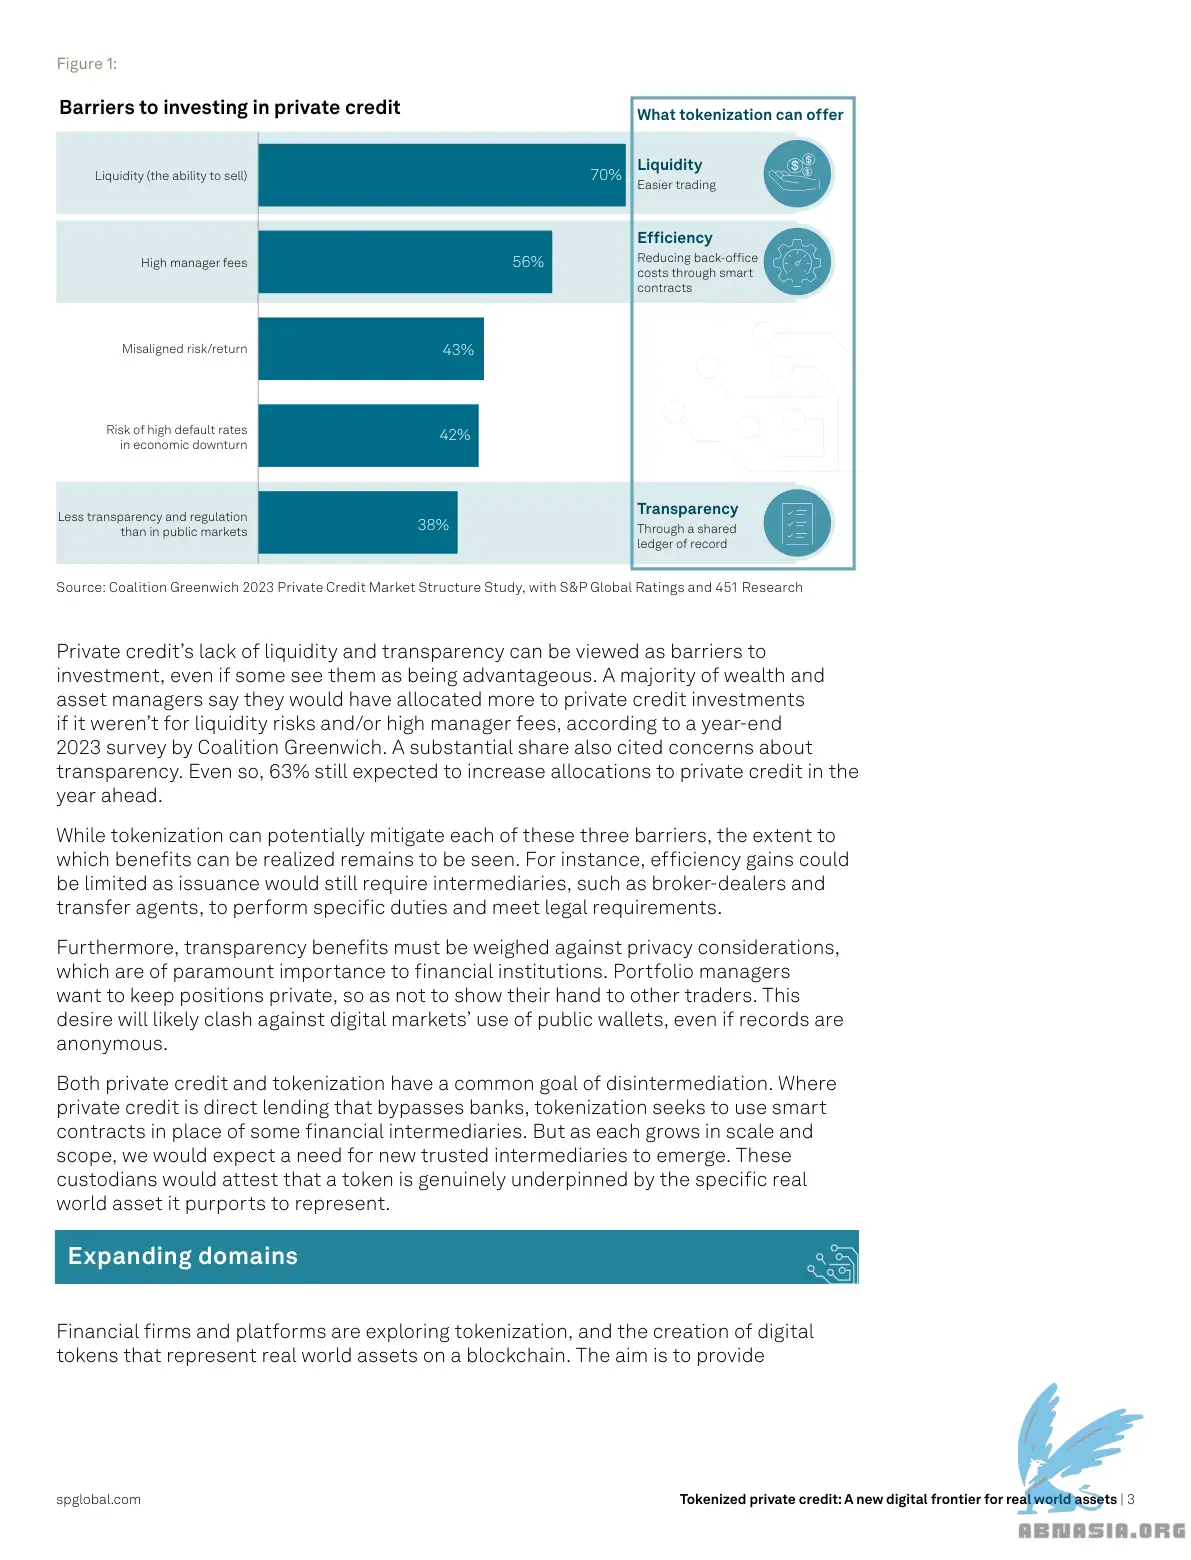 Figure 1:
Barriers to investing in private credit
What tokenization can offer
Liquidity (the ability to sell)
70%
Liquidity
Easier trading
$
$
$
High manager fees
56%
Efficiency
Reducing back-office
costs through smart
contracts
Misaligned risk/return
43%
Risk of high default rates
in economic downturn
42%
Less transparency and regulation
than in public markets
38%
Transparency
Through a shared
ledger of record
Source: Coalition Greenwich 2023 Private Credit Market Structure Study, with S&P Global Ratings and 451 Research
Private credit’s lack of liquidity and transparency can be viewed as barriers to
investment, even if some see them as being advantageous. A majority of wealth and
asset managers say they would have allocated more to private credit investments
if it weren’t for liquidity risks and/or high manager fees, according to a year-end
2023 survey by Coalition Greenwich. A substantial share also cited concerns about
transparency. Even so, 63% still expected to increase allocations to private credit in the
year ahead.
While tokenization can potentially mitigate each of these three barriers, the extent to
which benefits can be realized remains to be seen. For instance, efficiency gains could
be limited as issuance would still require intermediaries, such as broker-dealers and
transfer agents, to perform specific duties and meet legal requirements.
Furthermore, transparency benefits must be weighed against privacy considerations,
which are of paramount importance to financial institutions. Portfolio managers
want to keep positions private, so as not to show their hand to other traders. This
desire will likely clash against digital markets’ use of public wallets, even if records are
anonymous.
Both private credit and tokenization have a common goal of disintermediation. Where
private credit is direct lending that bypasses banks, tokenization seeks to use smart
contracts in place of some financial intermediaries. But as each grows in scale and
scope, we would expect a need for new trusted intermediaries to emerge. These
custodians would attest that a token is genuinely underpinned by the specific real
world asset it purports to represent.
Expanding domains
Financial firms and platforms are exploring tokenization, and the creation of digital
tokens that represent real world assets on a blockchain. The aim is to provide
spglobal.com
Tokenized private credit: A new digital frontier for real world assets | 3
ABNASIA.ORG